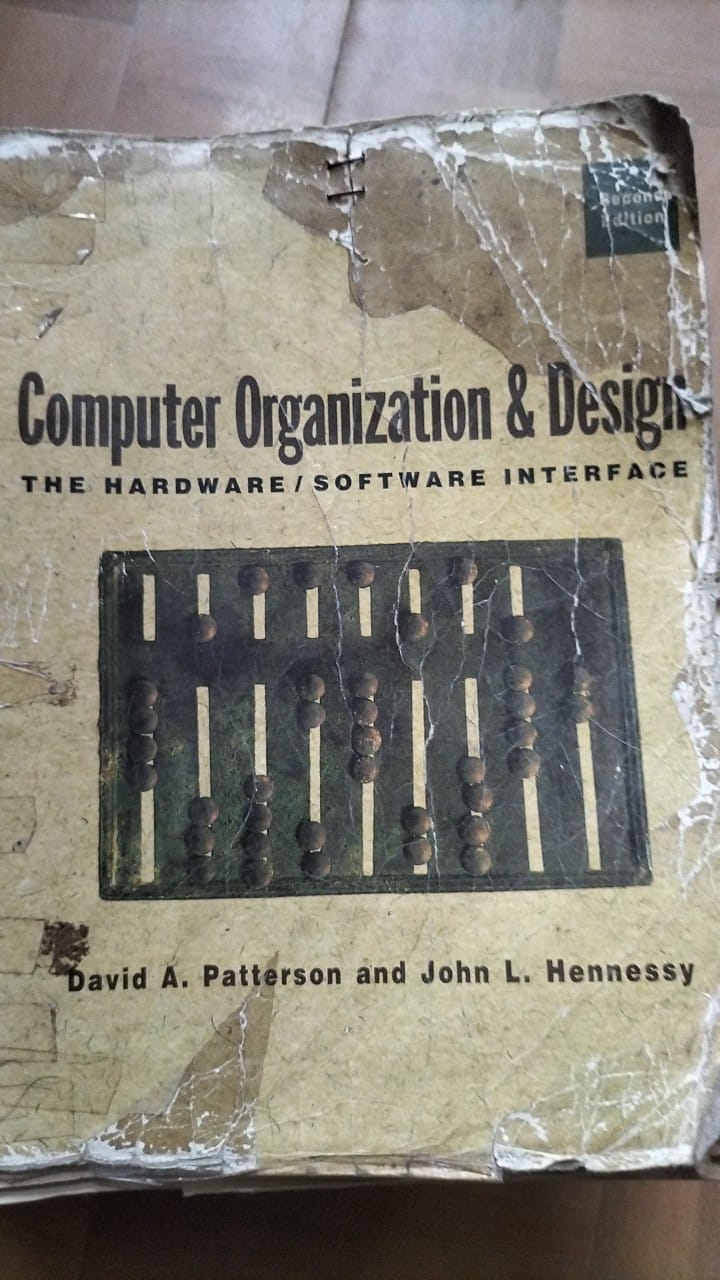 Second
Edition
Computer Organization & Design
THE HARDWARE/SOFTWARE INTERFACE
David A. Patterson and John L. Hennessy